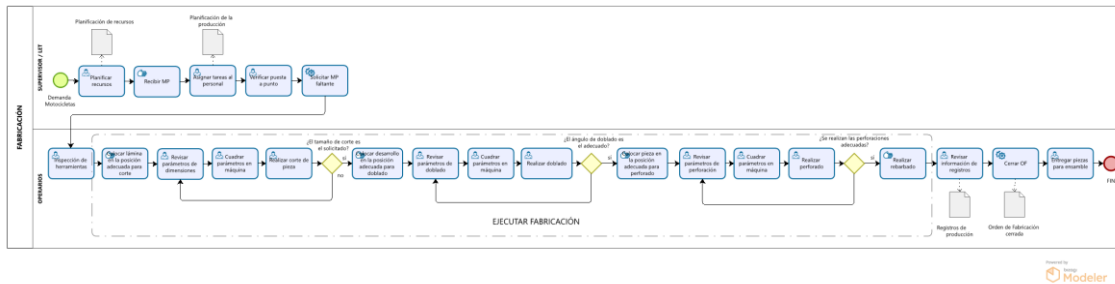 Planificación de recursos
Planificación de la
producción
FABRICACIÓN
SUPERVISOR / LET
Demanda
Motocicletas
Planificar
recursos
Recibir MP
Asignar tareas al
personal
Verificar puesta
a punto
Solicitar MP
faltante
OPERARIOS
Inspección de
herramientas
Colocar lámina en
la posición
adecuada para
corte
Revisar
parámetros de
dimensiones
Cuadrar
parámetros en
máquina
Realizar corte de
pieza
¿El tamaño de corte es
el solicitado?
si
no
Colocar desarrollo
en la posición
adecuada para
doblado
Revisar
parámetros de
doblado
Cuadrar
parámetros en
máquina
Realizar doblado
¿El ángulo de doblado es
el adecuado?
si
Colocar pieza en
la posición
adecuada para
perforado
Revisar
parámetros de
perforación
Cuadrar
parámetros en
máquina
Realizar
perforado
¿Se realizan las perforaciones
adecuadas?
si
Realizar
rebarbado
Revisar
información de
registros
Cerrar OF
Entregar piezas
para ensamble
FIN
EJECUTAR FABRICACIÓN
Registros de
producción
Orden de Fabricación
cerrada
Powered by
bizagi
Modeler